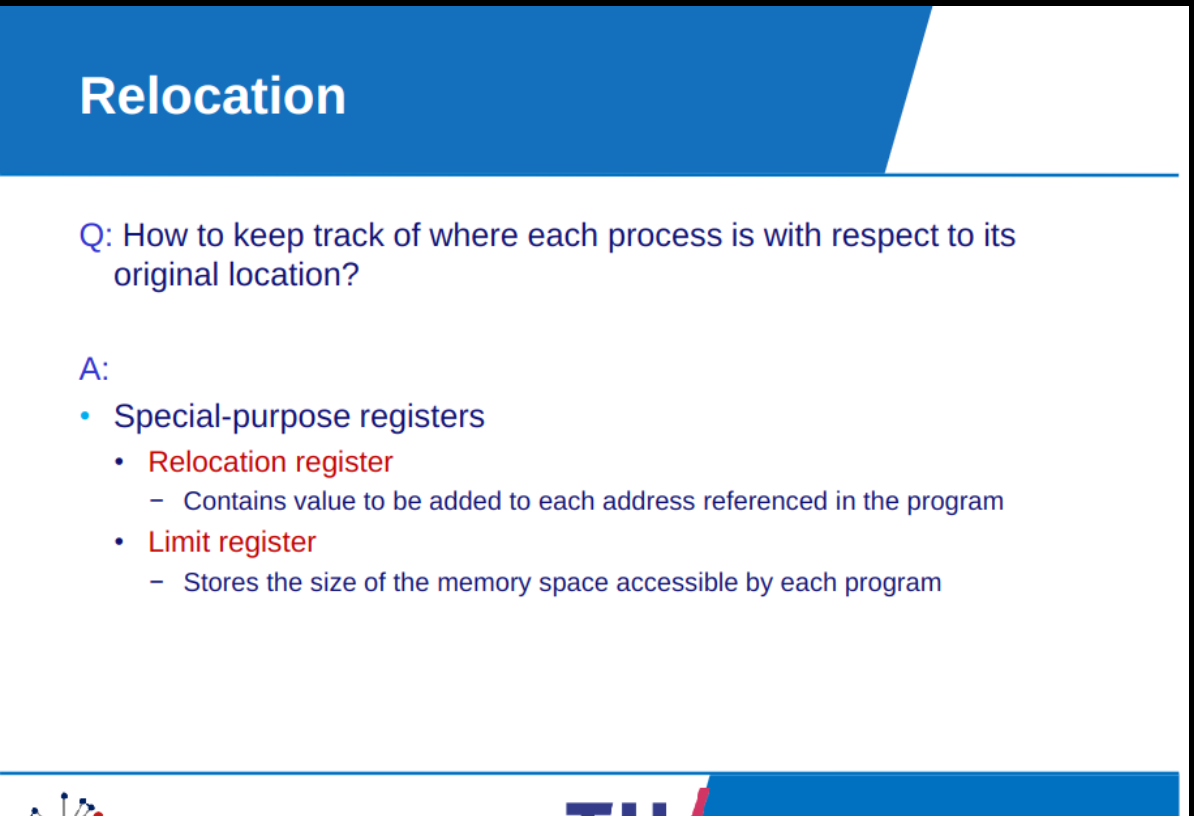 Relocation
Q: How to keep track of where each process is with respect to its
original location?
A:
• Special-purpose registers
• Relocation register
– Contains value to be added to each address referenced in the program
• Limit register
– Stores the size of the memory space accessible by each program